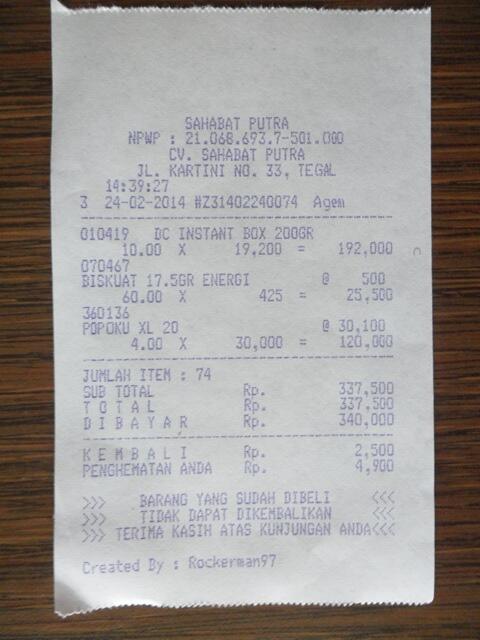 SAHABAT PUTRA
NPWP : 21.068.693.7-501.000
CV. SAHABAT PUTRA
JL. KARTINI NO. 33, TEGAL
14:39:27
3 24-02-2014 #Z31402240074 Agem
010419 DC INSTANT BOX 200GR
10.00 X 19,200 = 192,000
070467
BISKUAT 17.5GR ENERGI @ 500
60.00 X 425 = 25,500
360136
POPOKU XL 20 @ 30,100
4.00 X 30,000 = 120,000
JUMLAH ITEM : 74
SUB TOTAL Rp. 337,500
T O T A L Rp. 337,500
D I B A Y A R Rp. 340,000
K E M B A L I Rp. 2,500
PENGHEMATAN ANDA Rp. 4,900
>>> BARANG YANG SUDAH DIBELI <<<
>>> TIDAK DAPAT DIKEMBALIKAN <<<
>>> TERIMA KASIH ATAS KUNJUNGAN ANDA<<<
Created By : Rockerman97